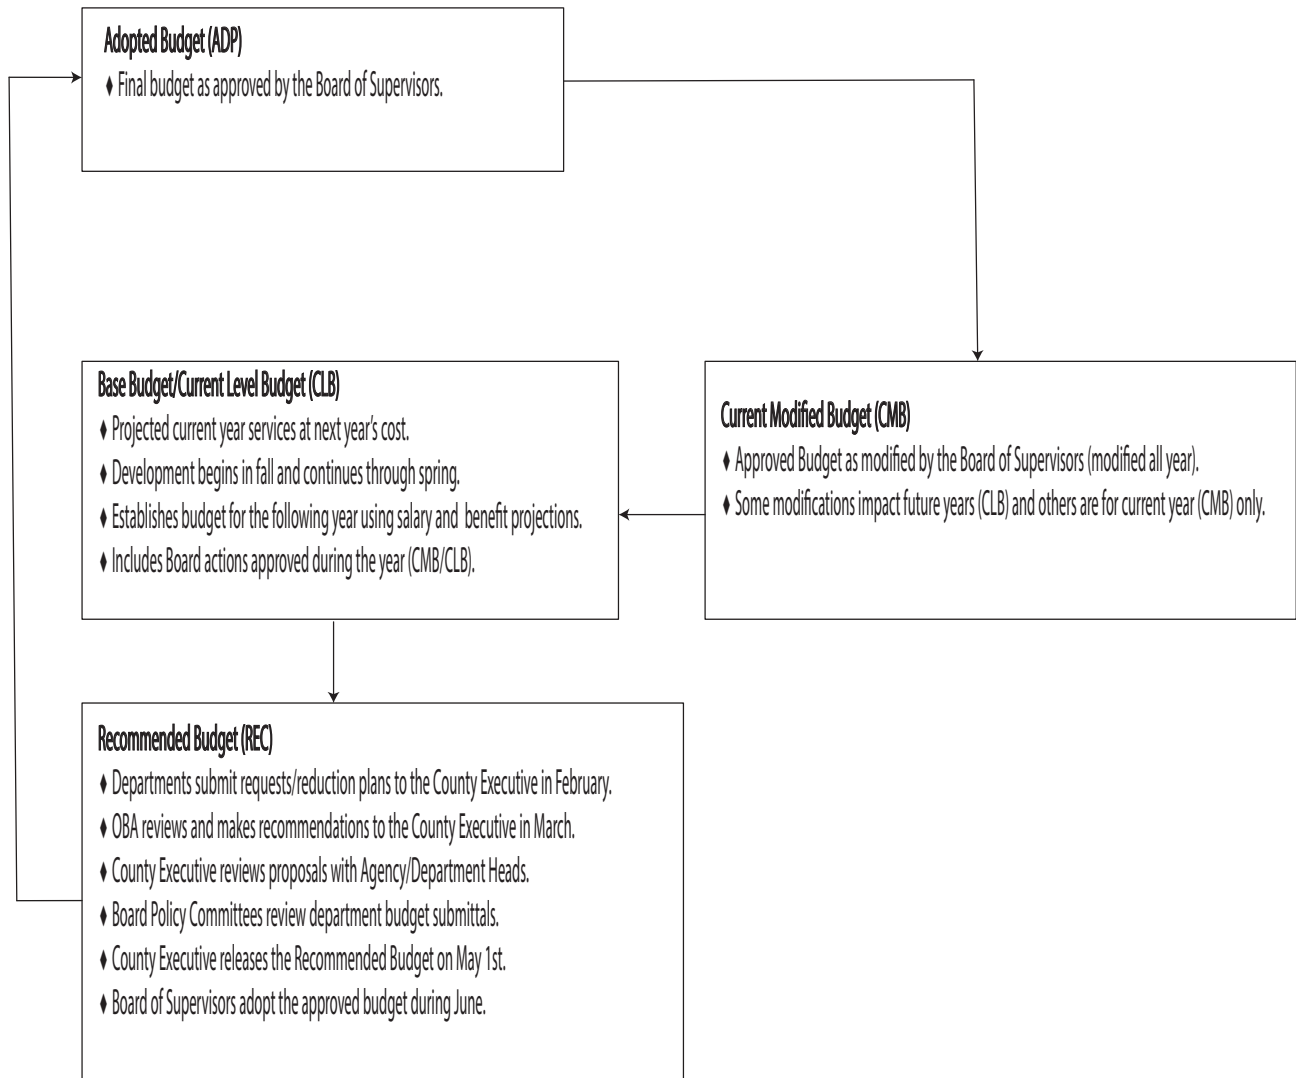 Adopted Budget (ADP)
♦ Final budget as approved by the Board of Supervisors.
Base Budget/Current Level Budget (CLB)
♦ Projected current year services at next year's cost.
♦ Development begins in fall and continues through spring.
♦ Establishes budget for the following year using salary and benefit projections.
♦ Includes Board actions approved during the year (CMB/CLB).
Current Modified Budget (CMB)
♦ Approved Budget as modified by the Board of Supervisors (modified all year).
♦ Some modifications impact future years (CLB) and others are for current year (CMB) only.
Recommended Budget (REC)
♦ Departments submit requests/reduction plans to the County Executive in February.
♦ OBA reviews and makes recommendations to the County Executive in March.
♦ County Executive reviews proposals with Agency/Department Heads.
♦ Board Policy Committees review department budget submittals.
♦ County Executive releases the Recommended Budget on May 1st.
♦ Board of Supervisors adopt the approved budget during June.